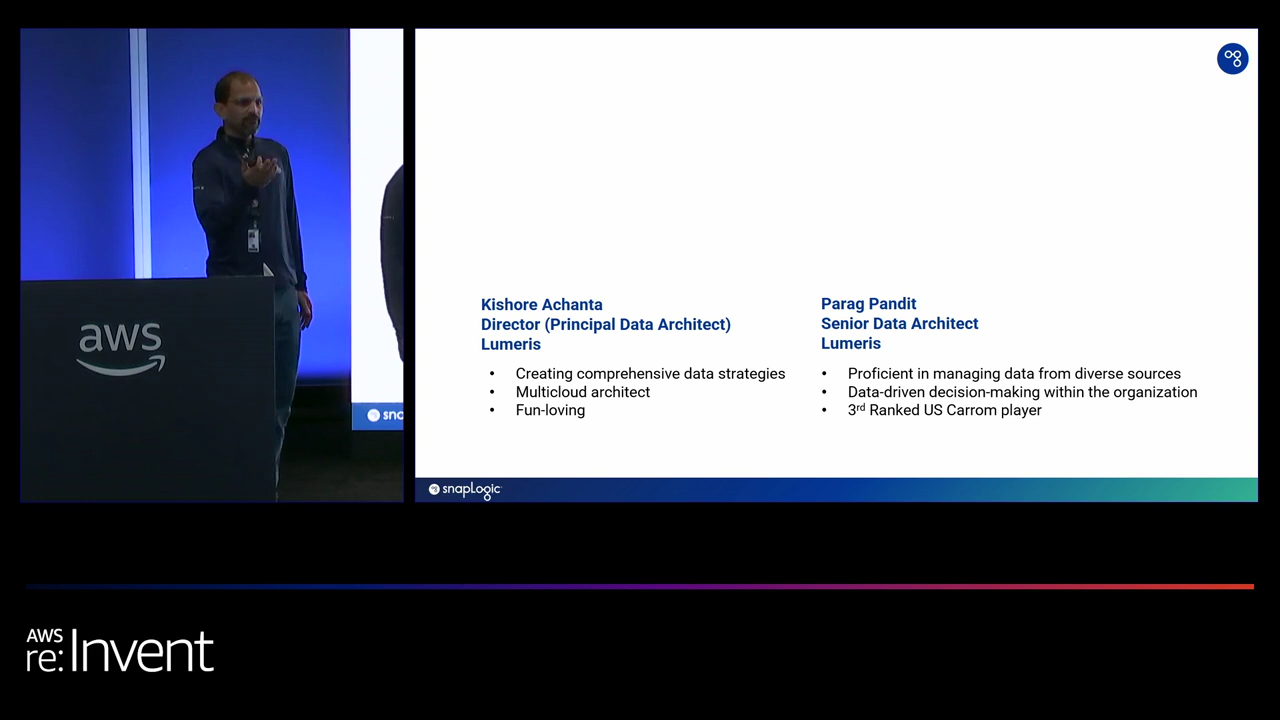 aws
snap
Kishore Achanta
Director (Principal Data Architect)
Lumeris
• Creating comprehensive data strategies
• Multicloud architect
• Fun-loving
Parag Pandit
Senior Data Architect
Lumeris
• Proficient in managing data from diverse sources
• Data-driven decision-making within the organization
• 3rd Ranked US Carrom player
snapLogic
AWS
re:Invent